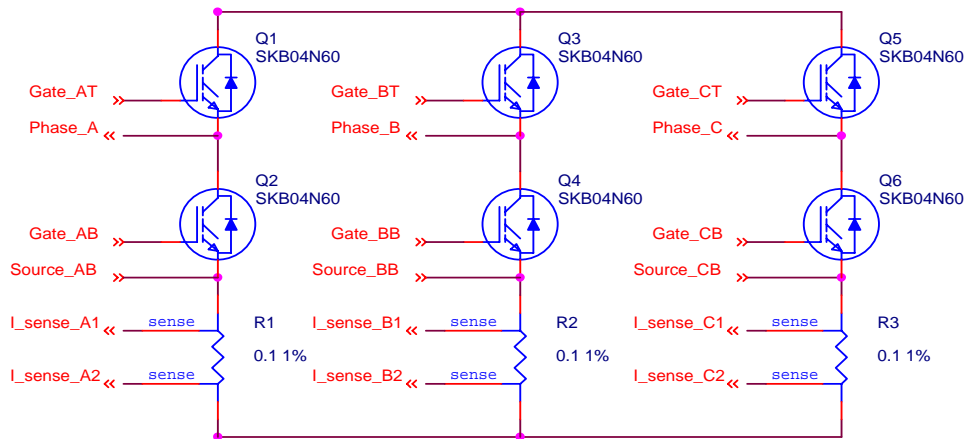 Q1
SKB04N60
Q3
SKB04N60
Q5
SKB04N60
Gate_AT
Gate_BT
Gate_CT
Phase_A
Phase_B
Phase_C
Q2
SKB04N60
Q4
SKB04N60
Q6
SKB04N60
Gate_AB
Gate_BB
Gate_CB
Source_AB
Source_BB
Source_CB
I_sense_A1
sense
R1
I_sense_B1
sense
R2
I_sense_C1
sense
R3
0.1 1%
0.1 1%
0.1 1%
I_sense_A2
sense
I_sense_B2
sense
I_sense_C2
sense